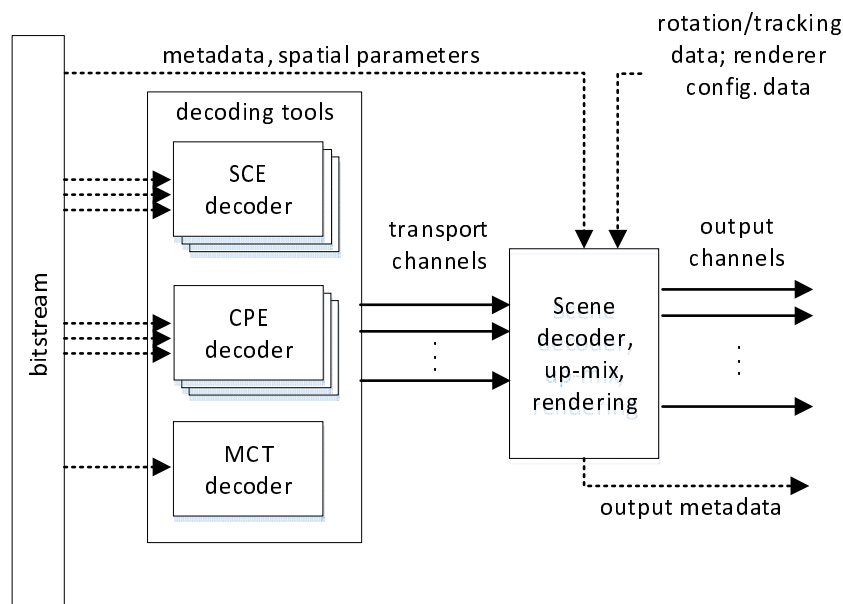 rotation/tracking
data; renderer
config. data
metadata, spatial parameters
decoding tools
SCE
decoder
transport
channels
output
channels
bitstream
CPE
decoder
Scene
decoder,
up-mix,
rendering
MCT
decoder
output metadata